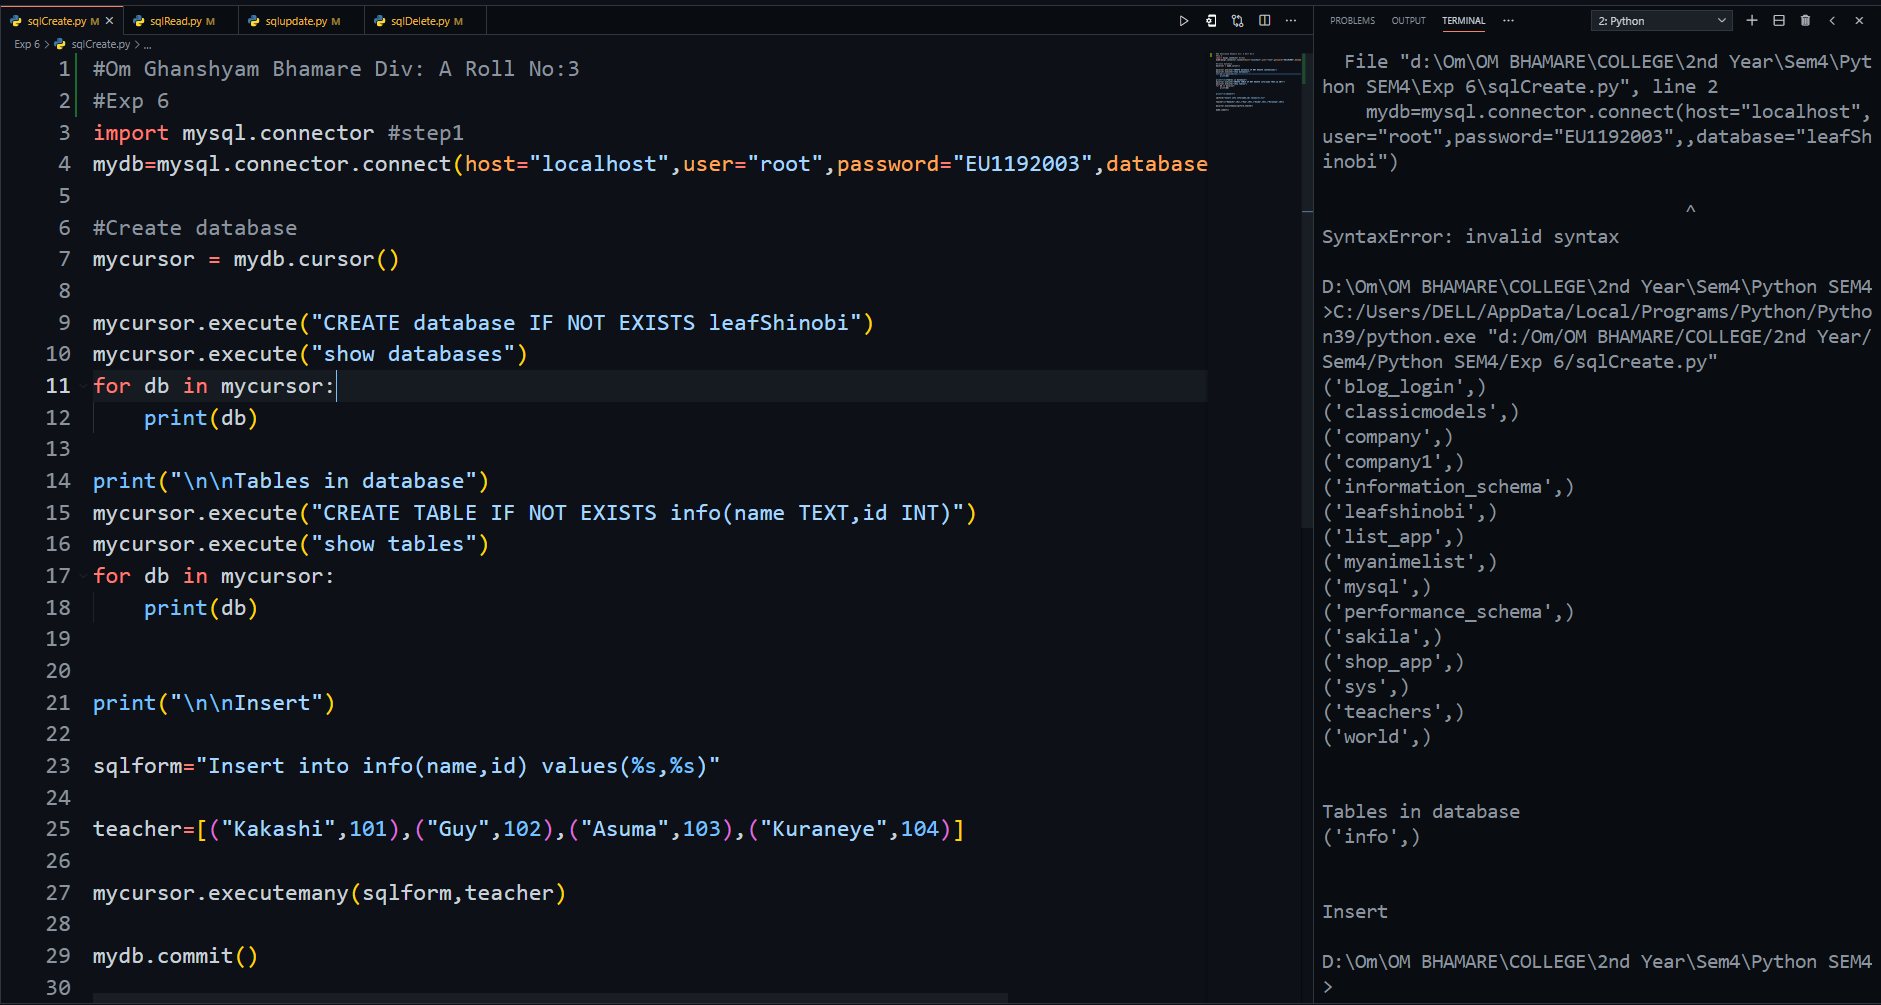 sqlCreate.py M
sqlRead.py M
sqlupdate.py M
sqlDelete.py M
Exp 6 > sqlCreate.py > ...
1 #Om Ghanshyam Bhamare Div: A Roll No:3
2 #Exp 6
3 import mysql.connector #step1
4 mydb=mysql.connector.connect(host="localhost",user="root",password="EU1192003",database
5
6 #Create database
7 mycursor = mydb.cursor()
8
9 mycursor.execute("CREATE database IF NOT EXISTS leafShinobi")
10 mycursor.execute("show databases")
11 for db in mycursor:
12 print(db)
13
14 print("\n\nTables in database")
15 mycursor.execute("CREATE TABLE IF NOT EXISTS info(name TEXT,id INT)")
16 mycursor.execute("show tables")
17 for db in mycursor:
18 print(db)
19
20
21 print("\n\nInsert")
22
23 sqlform="Insert into info(name,id) values(%s,%s)"
24
25 teacher=[("Kakashi",101),("Guy",102),("Asuma",103),("Kuraneye",104)]
26
27 mycursor.executemany(sqlform,teacher)
28
29 mydb.commit()
30
PROBLEMS OUTPUT TERMINAL ... 2: Python
File "d:\Om\OM BHAMARE\COLLEGE\2nd Year\Sem4\Pyt
hon SEM4\Exp 6\sqlCreate.py", line 2
mydb=mysql.connector.connect(host="localhost",
user="root",password="EU1192003",,database="leafSh
inobi")
^
SyntaxError: invalid syntax
D:\Om\OM BHAMARE\COLLEGE\2nd Year\Sem4\Python SEM4
>C:/Users/DELL/AppData/Local/Programs/Python/Pytho
n39/python.exe "d:/Om/OM BHAMARE/COLLEGE/2nd Year/
Sem4/Python SEM4/Exp 6/sqlCreate.py"
('blog_login',)
('classicmodels',)
('company',)
('company1',)
('information_schema',)
('leafshinobi',)
('list_app',)
('myanimelist',)
('mysql',)
('performance_schema',)
('sakila',)
('shop_app',)
('sys',)
('teachers',)
('world',)
Tables in database
('info',)
Insert
D:\Om\OM BHAMARE\COLLEGE\2nd Year\Sem4\Python SEM4
>